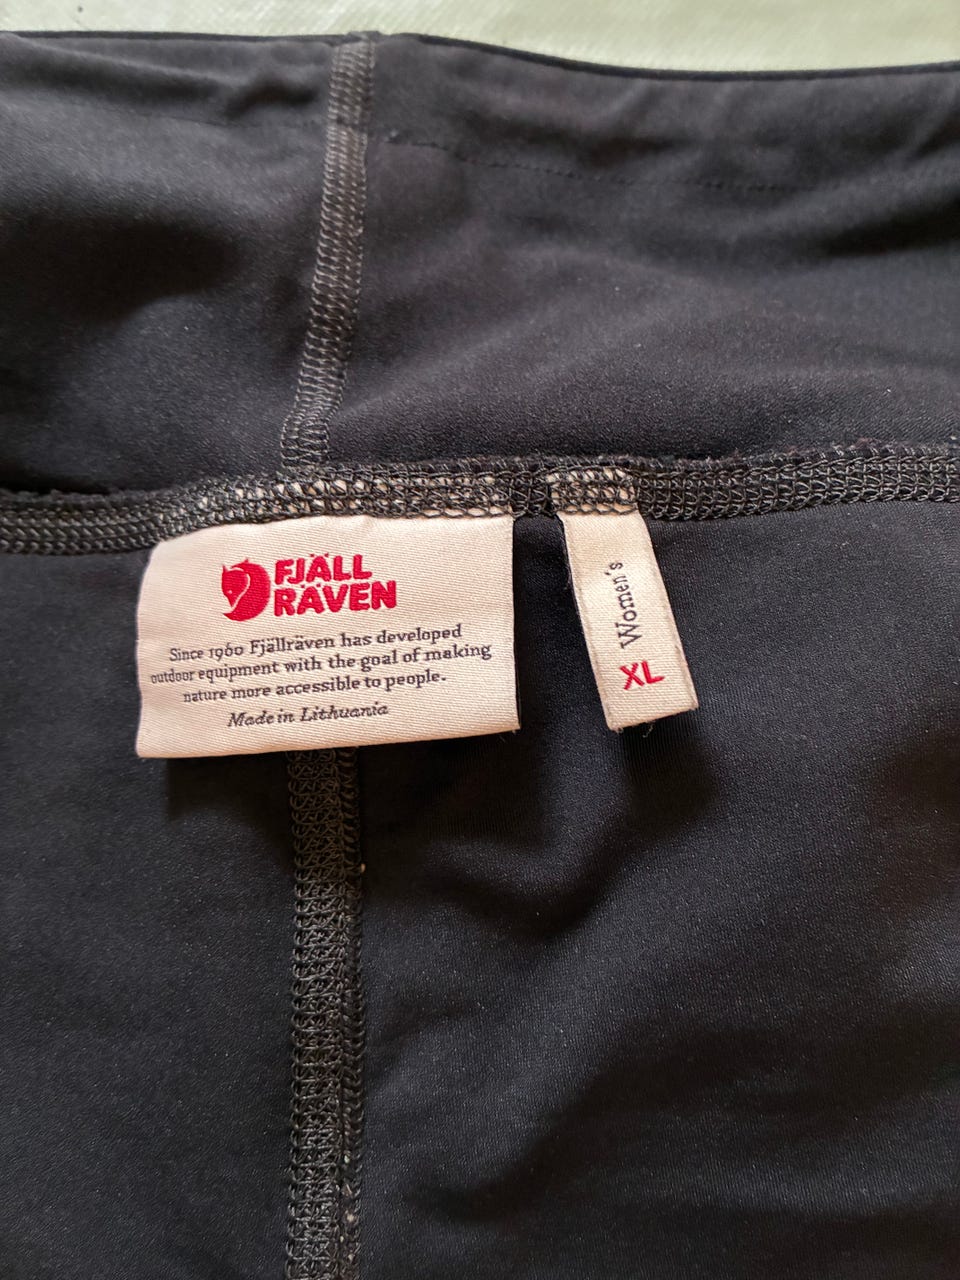 FJÄLL
RÄVEN
Since 1960 Fjällräven has developed
outdoor equipment with the goal of making
nature more accessible to people.
Made in Lithuania
Women's
XL